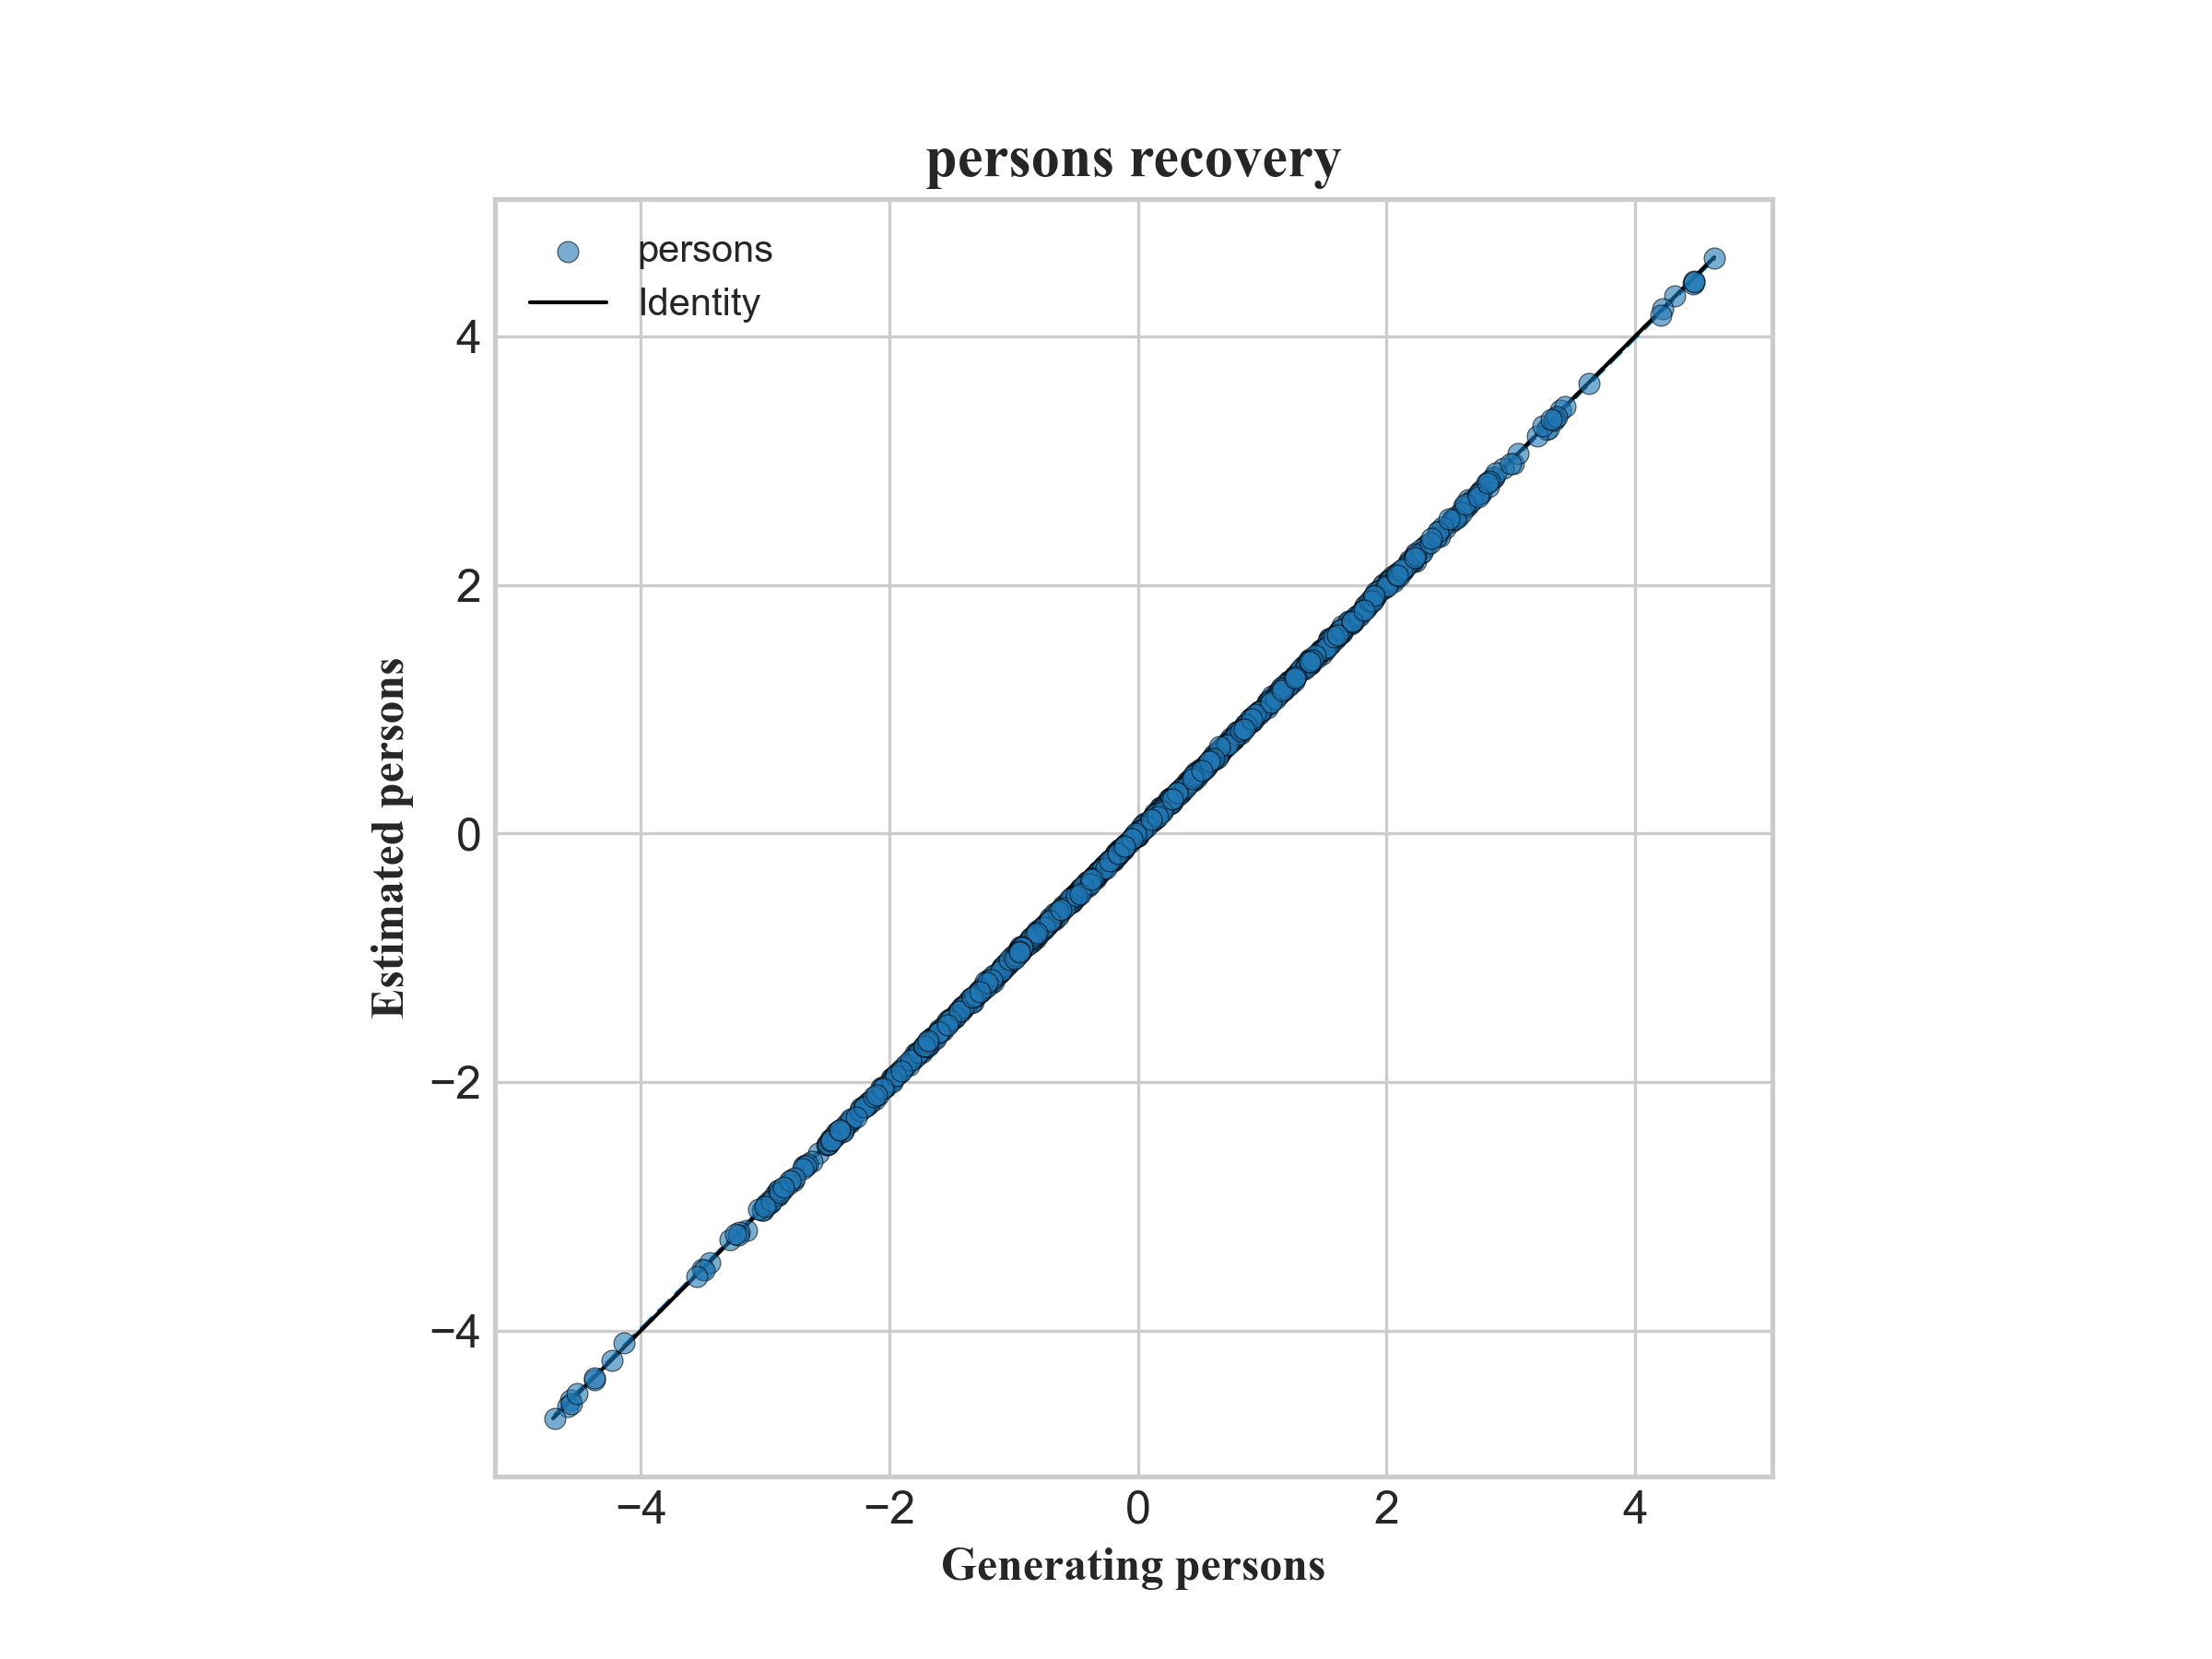 persons recovery
persons
Identity
4
2
0
−2
−4
Estimated persons
−4 −2 0 2 4
Generating persons